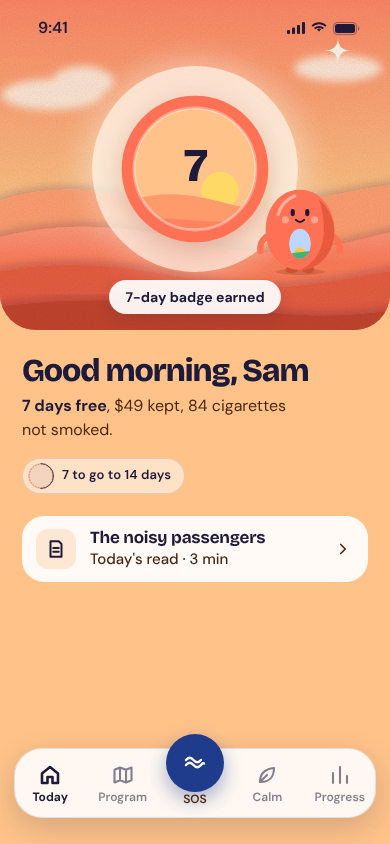 9:41
7
7-day badge earned
Good morning, Sam
7 days free, $49 kept, 84 cigarettes
not smoked.
7 to go to 14 days
The noisy passengers
Today's read · 3 min
Today
Program
SOS
Calm
Progress